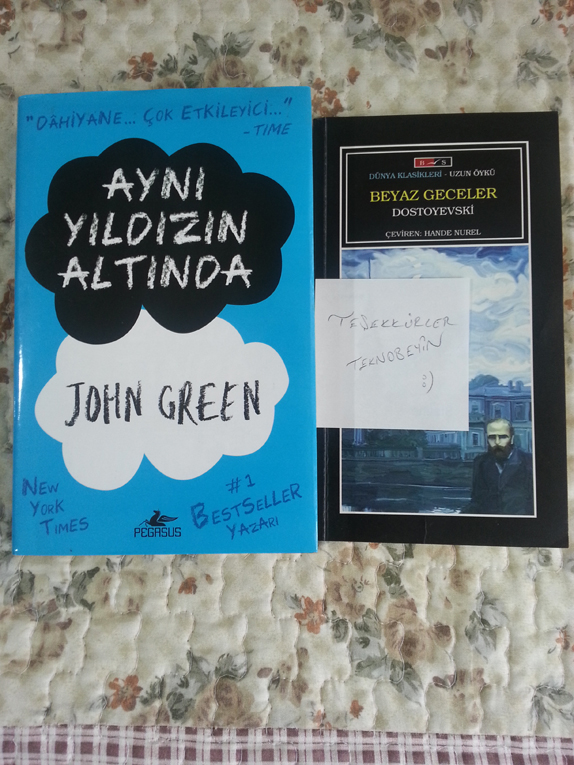 "DÂHİYANE... ÇOK ETKİLEYİCİ..."
- TIME
AYNI
YILDIZIN
ALTINDA
JOHN GREEN
NEW
YORK
TIMES
PEGASUS
#1
BESTSELLER
YAZARI
B S
DÜNYA KLASİKLERİ - UZUN ÖYKÜ
BEYAZ GECELER
DOSTOYEVSKİ
ÇEVİREN: HANDE NUREL
TEŞEKKÜRLER
TEKNOBEYİN
:)